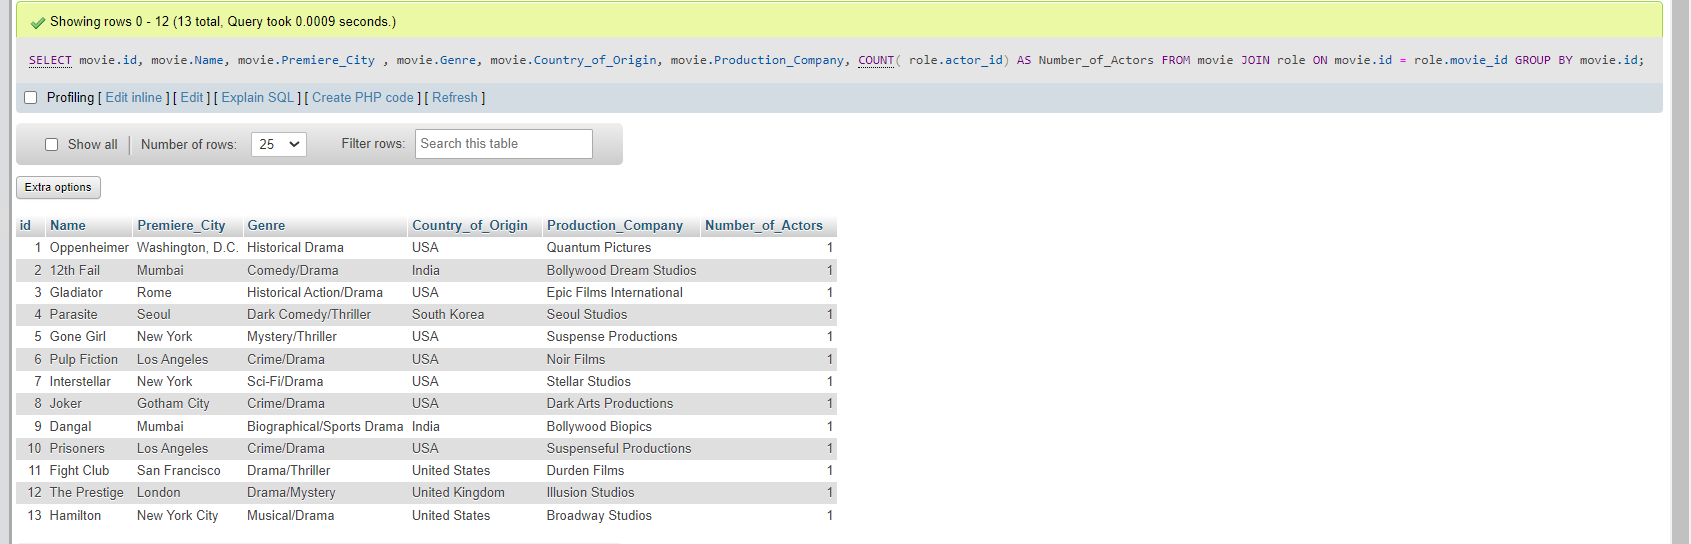 Showing rows 0 - 12 (13 total, Query took 0.0009 seconds.)
SELECT movie.id, movie.Name, movie.Premiere_City , movie.Genre, movie.Country_of_Origin, movie.Production_Company, COUNT( role.actor_id) AS Number_of_Actors FROM movie JOIN role ON movie.id = role.movie_id GROUP BY movie.id;
Profiling [ Edit inline ] [ Edit ] [ Explain SQL ] [ Create PHP code ] [ Refresh ]
Show all Number of rows: 25 Filter rows: Search this table
Extra options
id Name Premiere_City Genre Country_of_Origin Production_Company Number_of_Actors
1 Oppenheimer Washington, D.C. Historical Drama USA Quantum Pictures 1
2 12th Fail Mumbai Comedy/Drama India Bollywood Dream Studios 1
3 Gladiator Rome Historical Action/Drama USA Epic Films International 1
4 Parasite Seoul Dark Comedy/Thriller South Korea Seoul Studios 1
5 Gone Girl New York Mystery/Thriller USA Suspense Productions 1
6 Pulp Fiction Los Angeles Crime/Drama USA Noir Films 1
7 Interstellar New York Sci-Fi/Drama USA Stellar Studios 1
8 Joker Gotham City Crime/Drama USA Dark Arts Productions 1
9 Dangal Mumbai Biographical/Sports Drama India Bollywood Biopics 1
10 Prisoners Los Angeles Crime/Drama USA Suspenseful Productions 1
11 Fight Club San Francisco Drama/Thriller United States Durden Films 1
12 The Prestige London Drama/Mystery United Kingdom Illusion Studios 1
13 Hamilton New York City Musical/Drama United States Broadway Studios 1